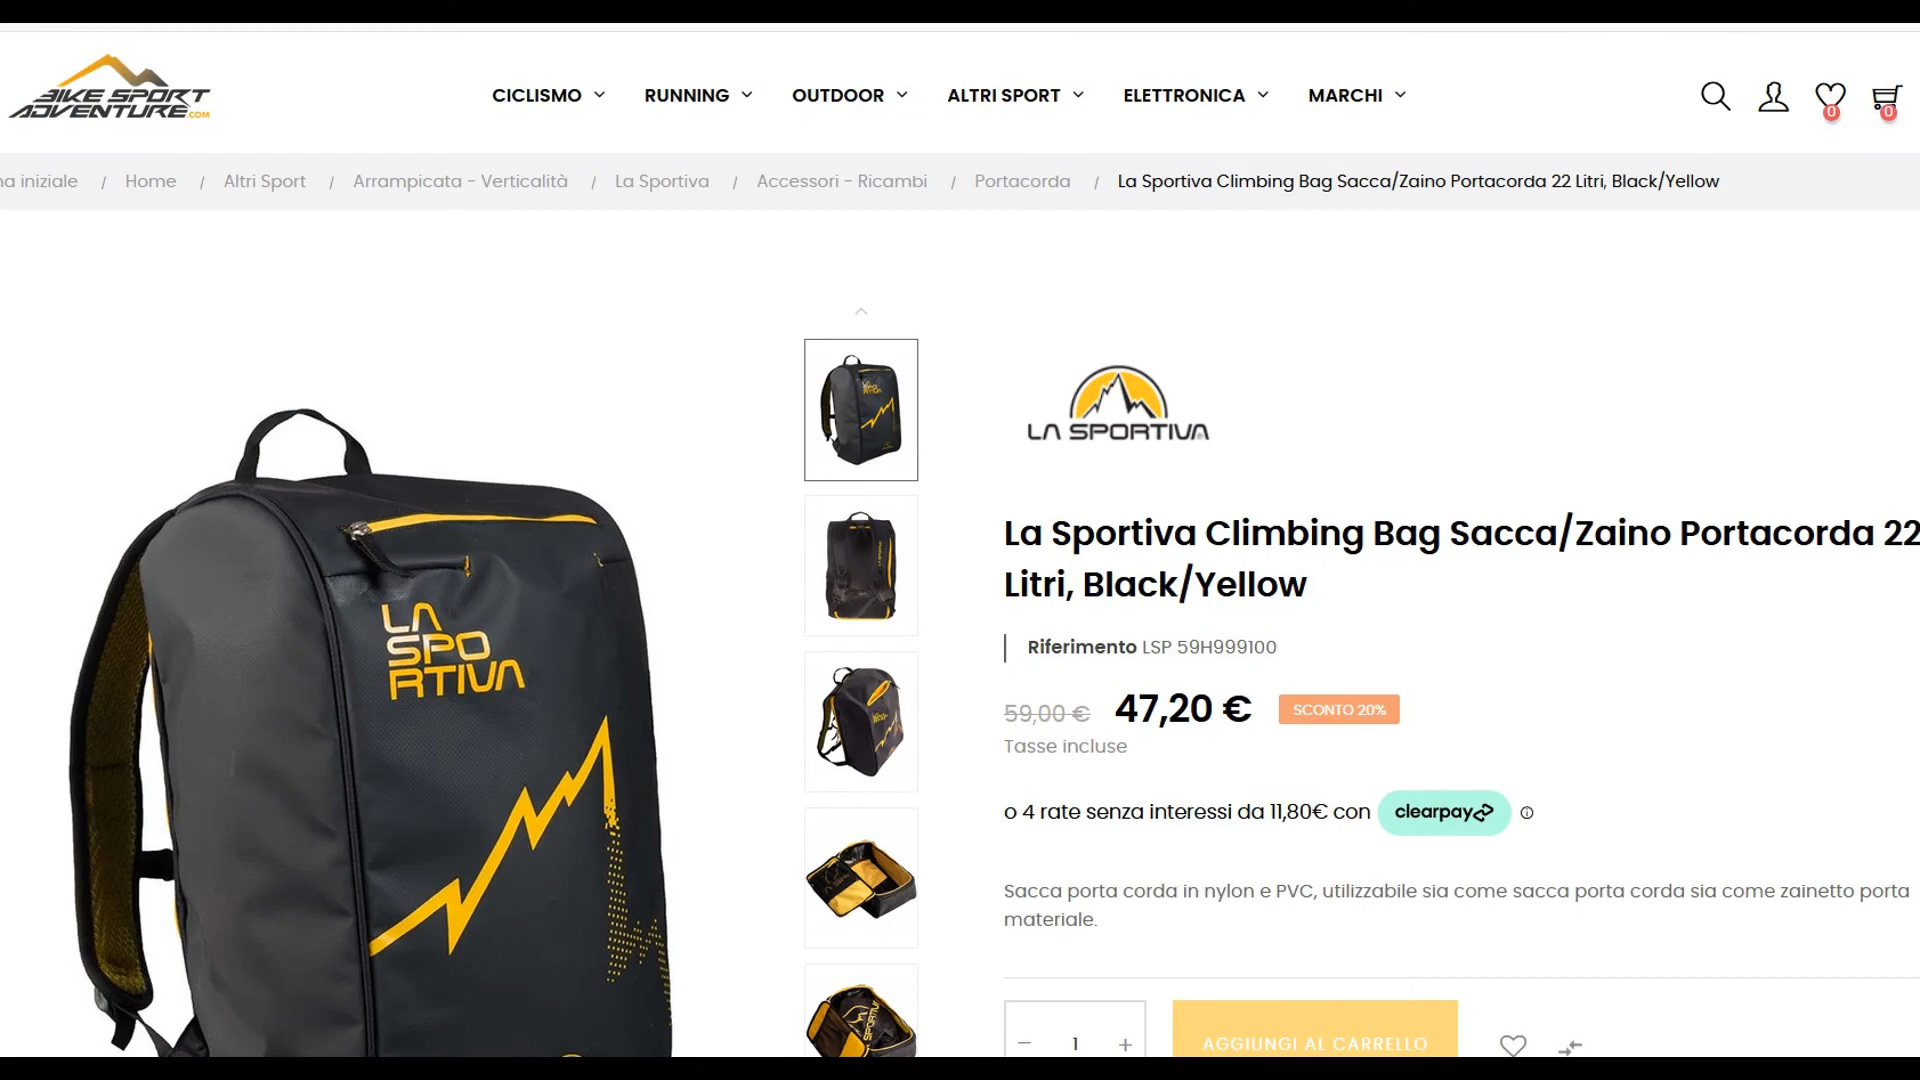 BIKE SPORT
ADVENTURE.COM
CICLISMO
RUNNING
OUTDOOR
ALTRI SPORT
ELETTRONICA
MARCHI
0
0
na iniziale / Home / Altri Sport / Arrampicata - Verticalità / La Sportiva / Accessori - Ricambi / Portacorda / La Sportiva Climbing Bag Sacca/Zaino Portacorda 22 Litri, Black/Yellow
LA
SPO
RTIVA
LA SPORTIVA
La Sportiva Climbing Bag Sacca/Zaino Portacorda 22
Litri, Black/Yellow
Riferimento LSP 59H999100
59,00 € 47,20 € SCONTO 20%
Tasse incluse
o 4 rate senza interessi da 11,80€ con clearpay
Sacca porta corda in nylon e PVC, utilizzabile sia come sacca porta corda sia come zainetto porta
materiale.
− 1 +
AGGIUNGI AL CARRELLO